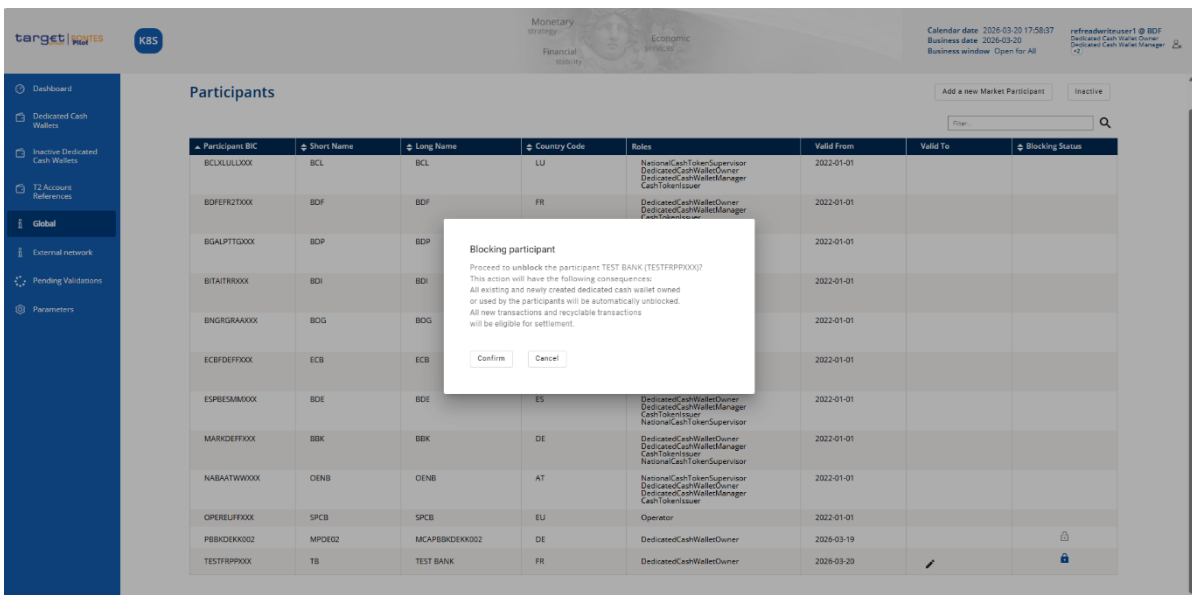 target | PONTES
Pilot
KBS
Monetary
strategy
Economic
services
Financial
stability
Calendar date 2026-03-20 17:58:37
Business date 2026-03-20
Business window Open for All
refreadwriteuser1 @ BDF
Dedicated Cash Wallet Owner
Dedicated Cash Wallet Manager
+2
Dashboard
Dedicated Cash
Wallets
Inactive Dedicated
Cash Wallets
T2 Account
References
Global
External network
Pending Validations
Parameters
Participants
Add a new Market Participant
Inactive
Filter...
Participant BIC Short Name Long Name Country Code Roles Valid From Valid To Blocking Status
BCLXLULLXXX BCL BCL LU NationalCashTokenSupervisor 2022-01-01
DedicatedCashWalletOwner
DedicatedCashWalletManager
CashTokenIssuer
BDFEFR2TXXX BDF BDF FR DedicatedCashWalletOwner 2022-01-01
DedicatedCashWalletManager
CashTokenIssuer
BGALPTTGXXX BDP BDP 2022-01-01
BITAITRRXXX BDI BDI 2022-01-01
BNGRGRAAXXX BOG BOG 2022-01-01
ECBFDEFFXXX ECB ECB 2022-01-01
Blocking participant
Proceed to unblock the participant TEST BANK (TESTFRPPXXX)?
This action will have the following consequences:
All existing and newly created dedicated cash wallet owned
or used by the participants will be automatically unblocked.
All new transactions and recyclable transactions
will be eligible for settlement.
Confirm Cancel
ESPBESMMXXX BDE BDE ES DedicatedCashWalletOwner 2022-01-01
DedicatedCashWalletManager
CashTokenIssuer
NationalCashTokenSupervisor
MARKDEFFXXX BBK BBK DE DedicatedCashWalletOwner 2022-01-01
DedicatedCashWalletManager
CashTokenIssuer
NationalCashTokenSupervisor
NABAATWWXXX OENB OENB AT NationalCashTokenSupervisor 2022-01-01
DedicatedCashWalletOwner
DedicatedCashWalletManager
CashTokenIssuer
OPEREUFFXXX SPCB SPCB EU Operator 2022-01-01
PBBKDEKK002 MPDE02 MCAPBBKDEKK002 DE DedicatedCashWalletOwner 2026-03-19
TESTFRPPXXX TB TEST BANK FR DedicatedCashWalletOwner 2026-03-20